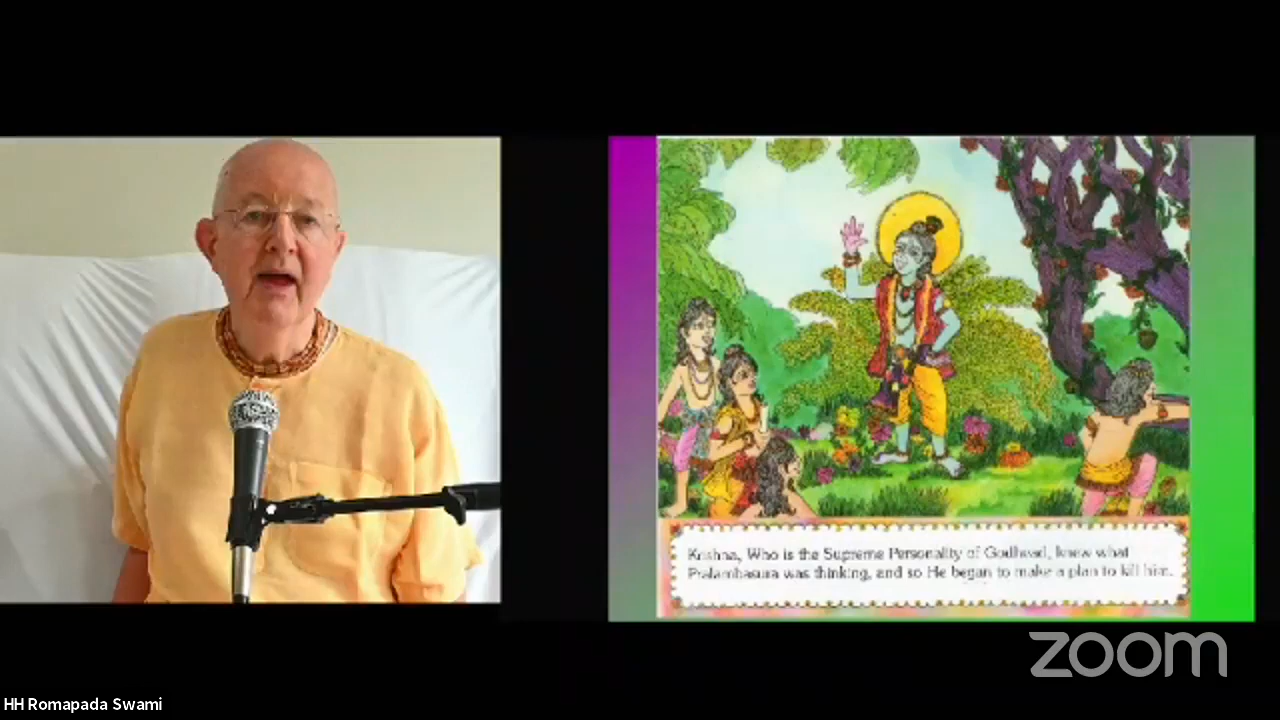 Krishna, Who is the Supreme Personality of Godhead, knew what
Pralambasura was thinking, and so He began to make a plan to kill him.
zoom
HH Romapada Swami